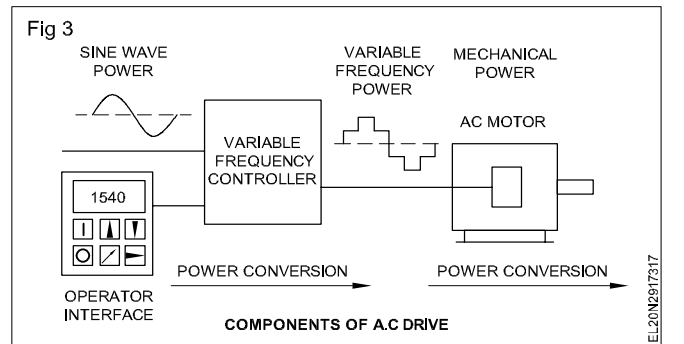 Fig 3
SINE WAVE
POWER
VARIABLE
FREQUENCY
POWER
MECHANICAL
POWER
AC MOTOR
VARIABLE
FREQUENCY
CONTROLLER
1540
OPERATOR
INTERFACE
POWER CONVERSION
POWER CONVERSION
COMPONENTS OF A.C DRIVE
EL20N2917317